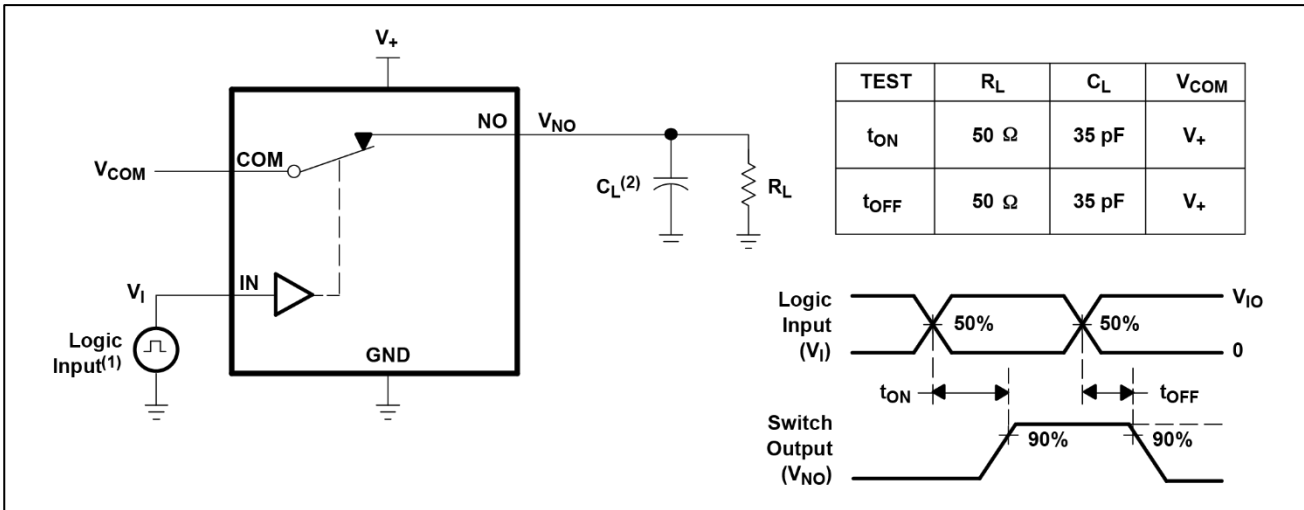 V+
NO
VNO
COM
VCOM
CL(2)
RL
IN
VI
Logic
Input(1)
GND
TEST RL CL VCOM
tON 50 Ω 35 pF V+
tOFF 50 Ω 35 pF V+
Logic
Input
(VI)
50%
50%
VIO
0
tON
tOFF
Switch
Output
(VNO)
90%
90%